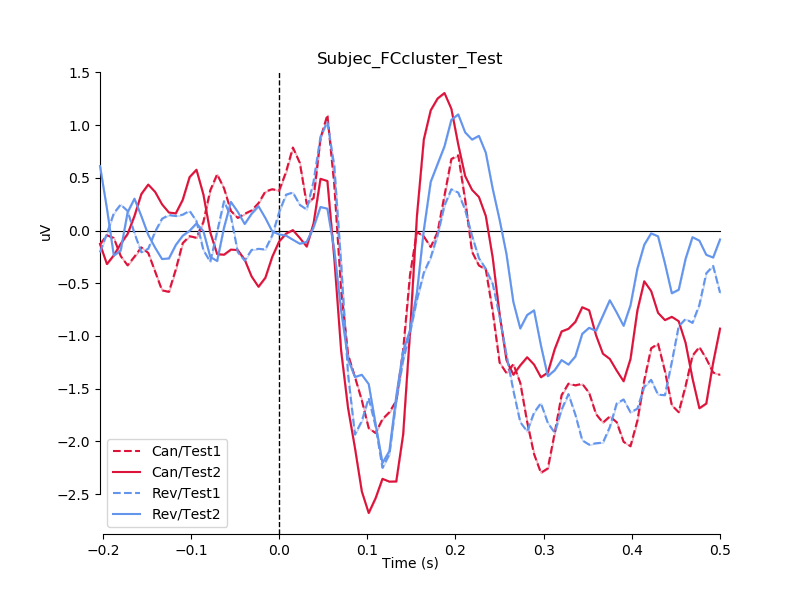 Subjec_FCcluster_Test
uV
1.5
1.0
0.5
0.0
−0.5
−1.0
−1.5
−2.0
−2.5
Can/Test1
Can/Test2
Rev/Test1
Rev/Test2
−0.2 −0.1 0.0 0.1 0.2 0.3 0.4 0.5
Time (s)